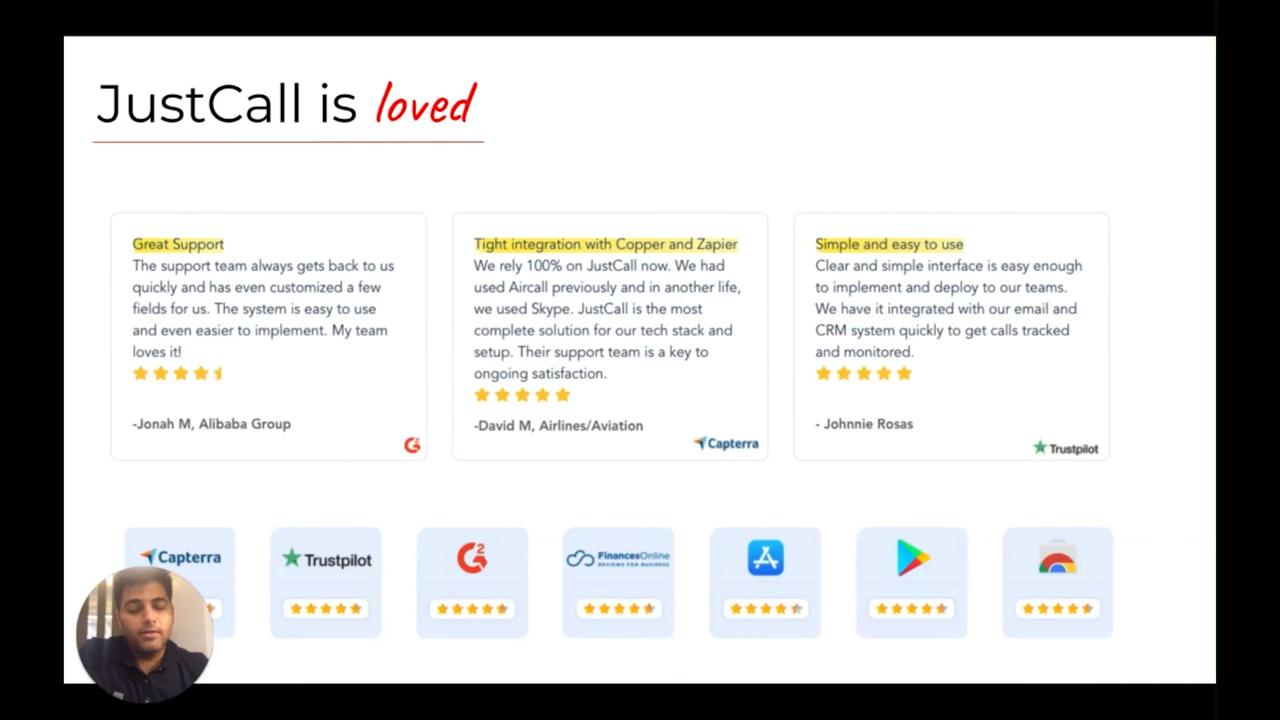 JustCall is loved
Great Support
The support team always gets back to us
quickly and has even customized a few
fields for us. The system is easy to use
and even easier to implement. My team
loves it!
-Jonah M, Alibaba Group
G2
Tight integration with Copper and Zapier
We rely 100% on JustCall now. We had
used Aircall previously and in another life,
we used Skype. JustCall is the most
complete solution for our tech stack and
setup. Their support team is a key to
ongoing satisfaction.
-David M, Airlines/Aviation
Capterra
Simple and easy to use
Clear and simple interface is easy enough
to implement and deploy to our teams.
We have it integrated with our email and
CRM system quickly to get calls tracked
and monitored.
- Johnnie Rosas
Trustpilot
Capterra
Trustpilot
G2
FinancesOnline
REVIEWS FOR BUSINESS